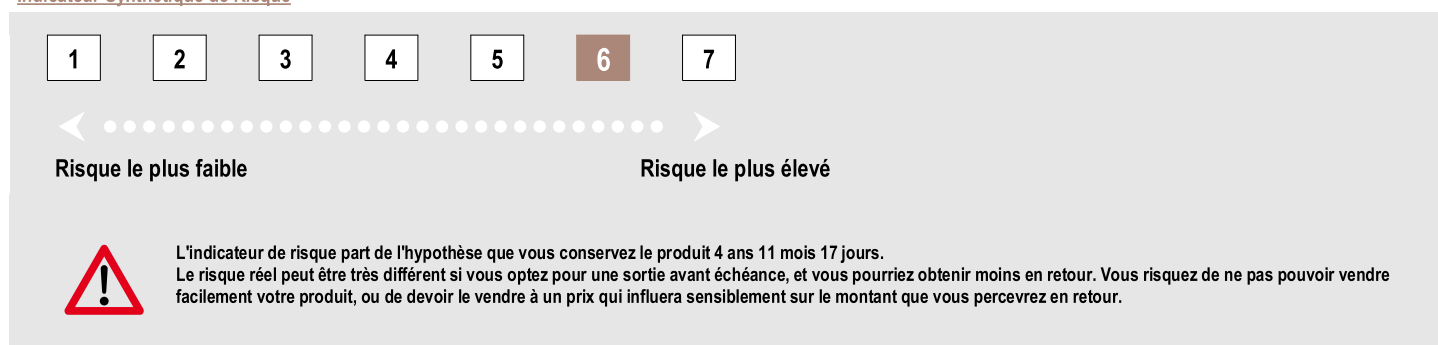 Indicateur Synthétique de Risque
1 2 3 4 5 6 7
Risque le plus faible Risque le plus élevé
L'indicateur de risque part de l'hypothèse que vous conservez le produit 4 ans 11 mois 17 jours.
Le risque réel peut être très différent si vous optez pour une sortie avant échéance, et vous pourriez obtenir moins en retour. Vous risquez de ne pas pouvoir vendre
facilement votre produit, ou de devoir le vendre à un prix qui influera sensiblement sur le montant que vous percevrez en retour.